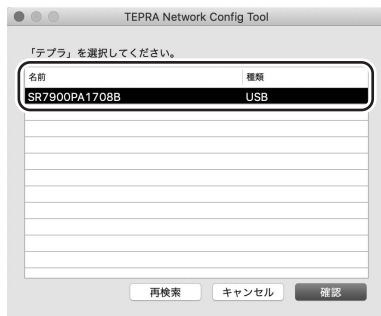 TEPRA Network Config Tool
「テプラ」を選択してください。
名前 種類
SR7900PA1708B USB
再検索 キャンセル 確認